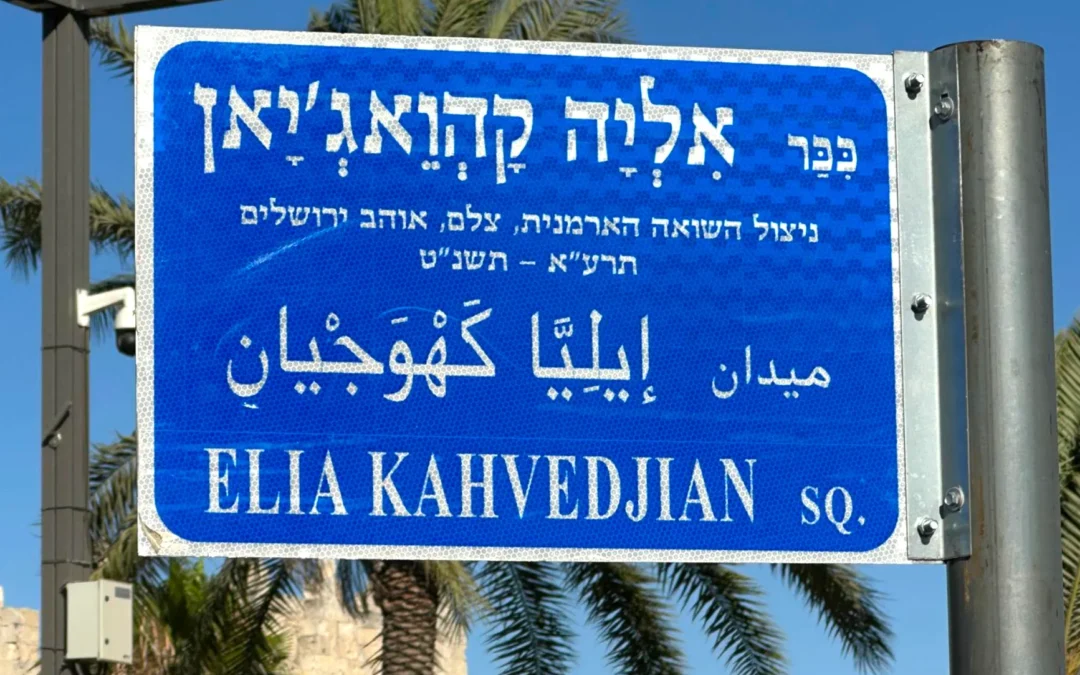 כִּכַּר אִלְיָה קָהְוֵאגְ'יָאן
ניצול השואה הארמנית, צלם, אוהב ירושלים
תרע״א – תשנ״ט
ميدان إيلِيَّا كَهْوَجْيانِ
ELIA KAHVEDJIAN SQ.